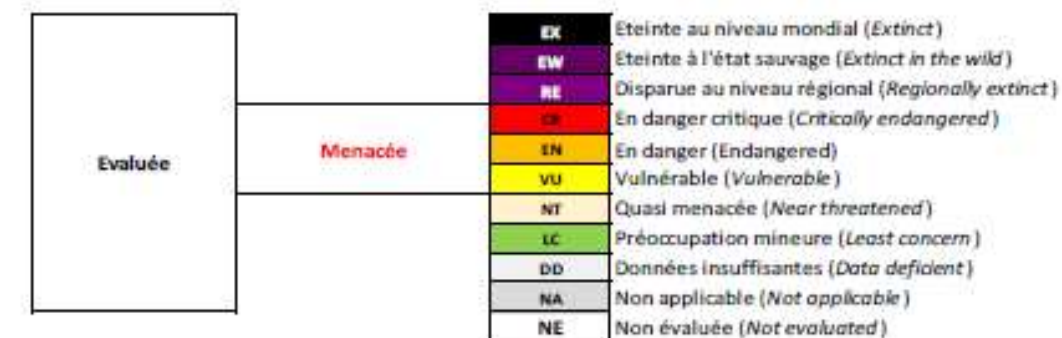 EX Eteinte au niveau mondial (Extinct)
EW Eteinte à l'état sauvage (Extinct in the wild)
RE Disparue au niveau régional (Regionally extinct)
CR En danger critique (Critically endangered)
Menacée
EN En danger (Endangered)
Evaluée
VU Vulnérable (Vulnerable)
NT Quasi menacée (Near threatened)
LC Préoccupation mineure (Least concern)
DD Données insuffisantes (Data deficient)
NA Non applicable (Not applicable)
NE Non évaluée (Not evaluated)